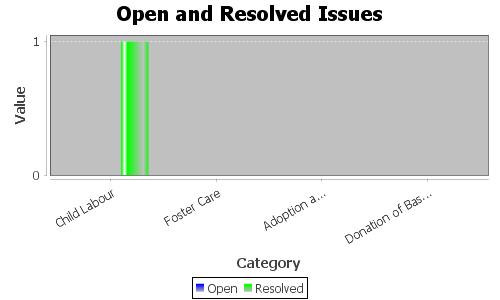 Open and Resolved Issues
1
Value
0
Child Labour
Foster Care
Adoption a...
Donation of Bas...
Category
Open Resolved